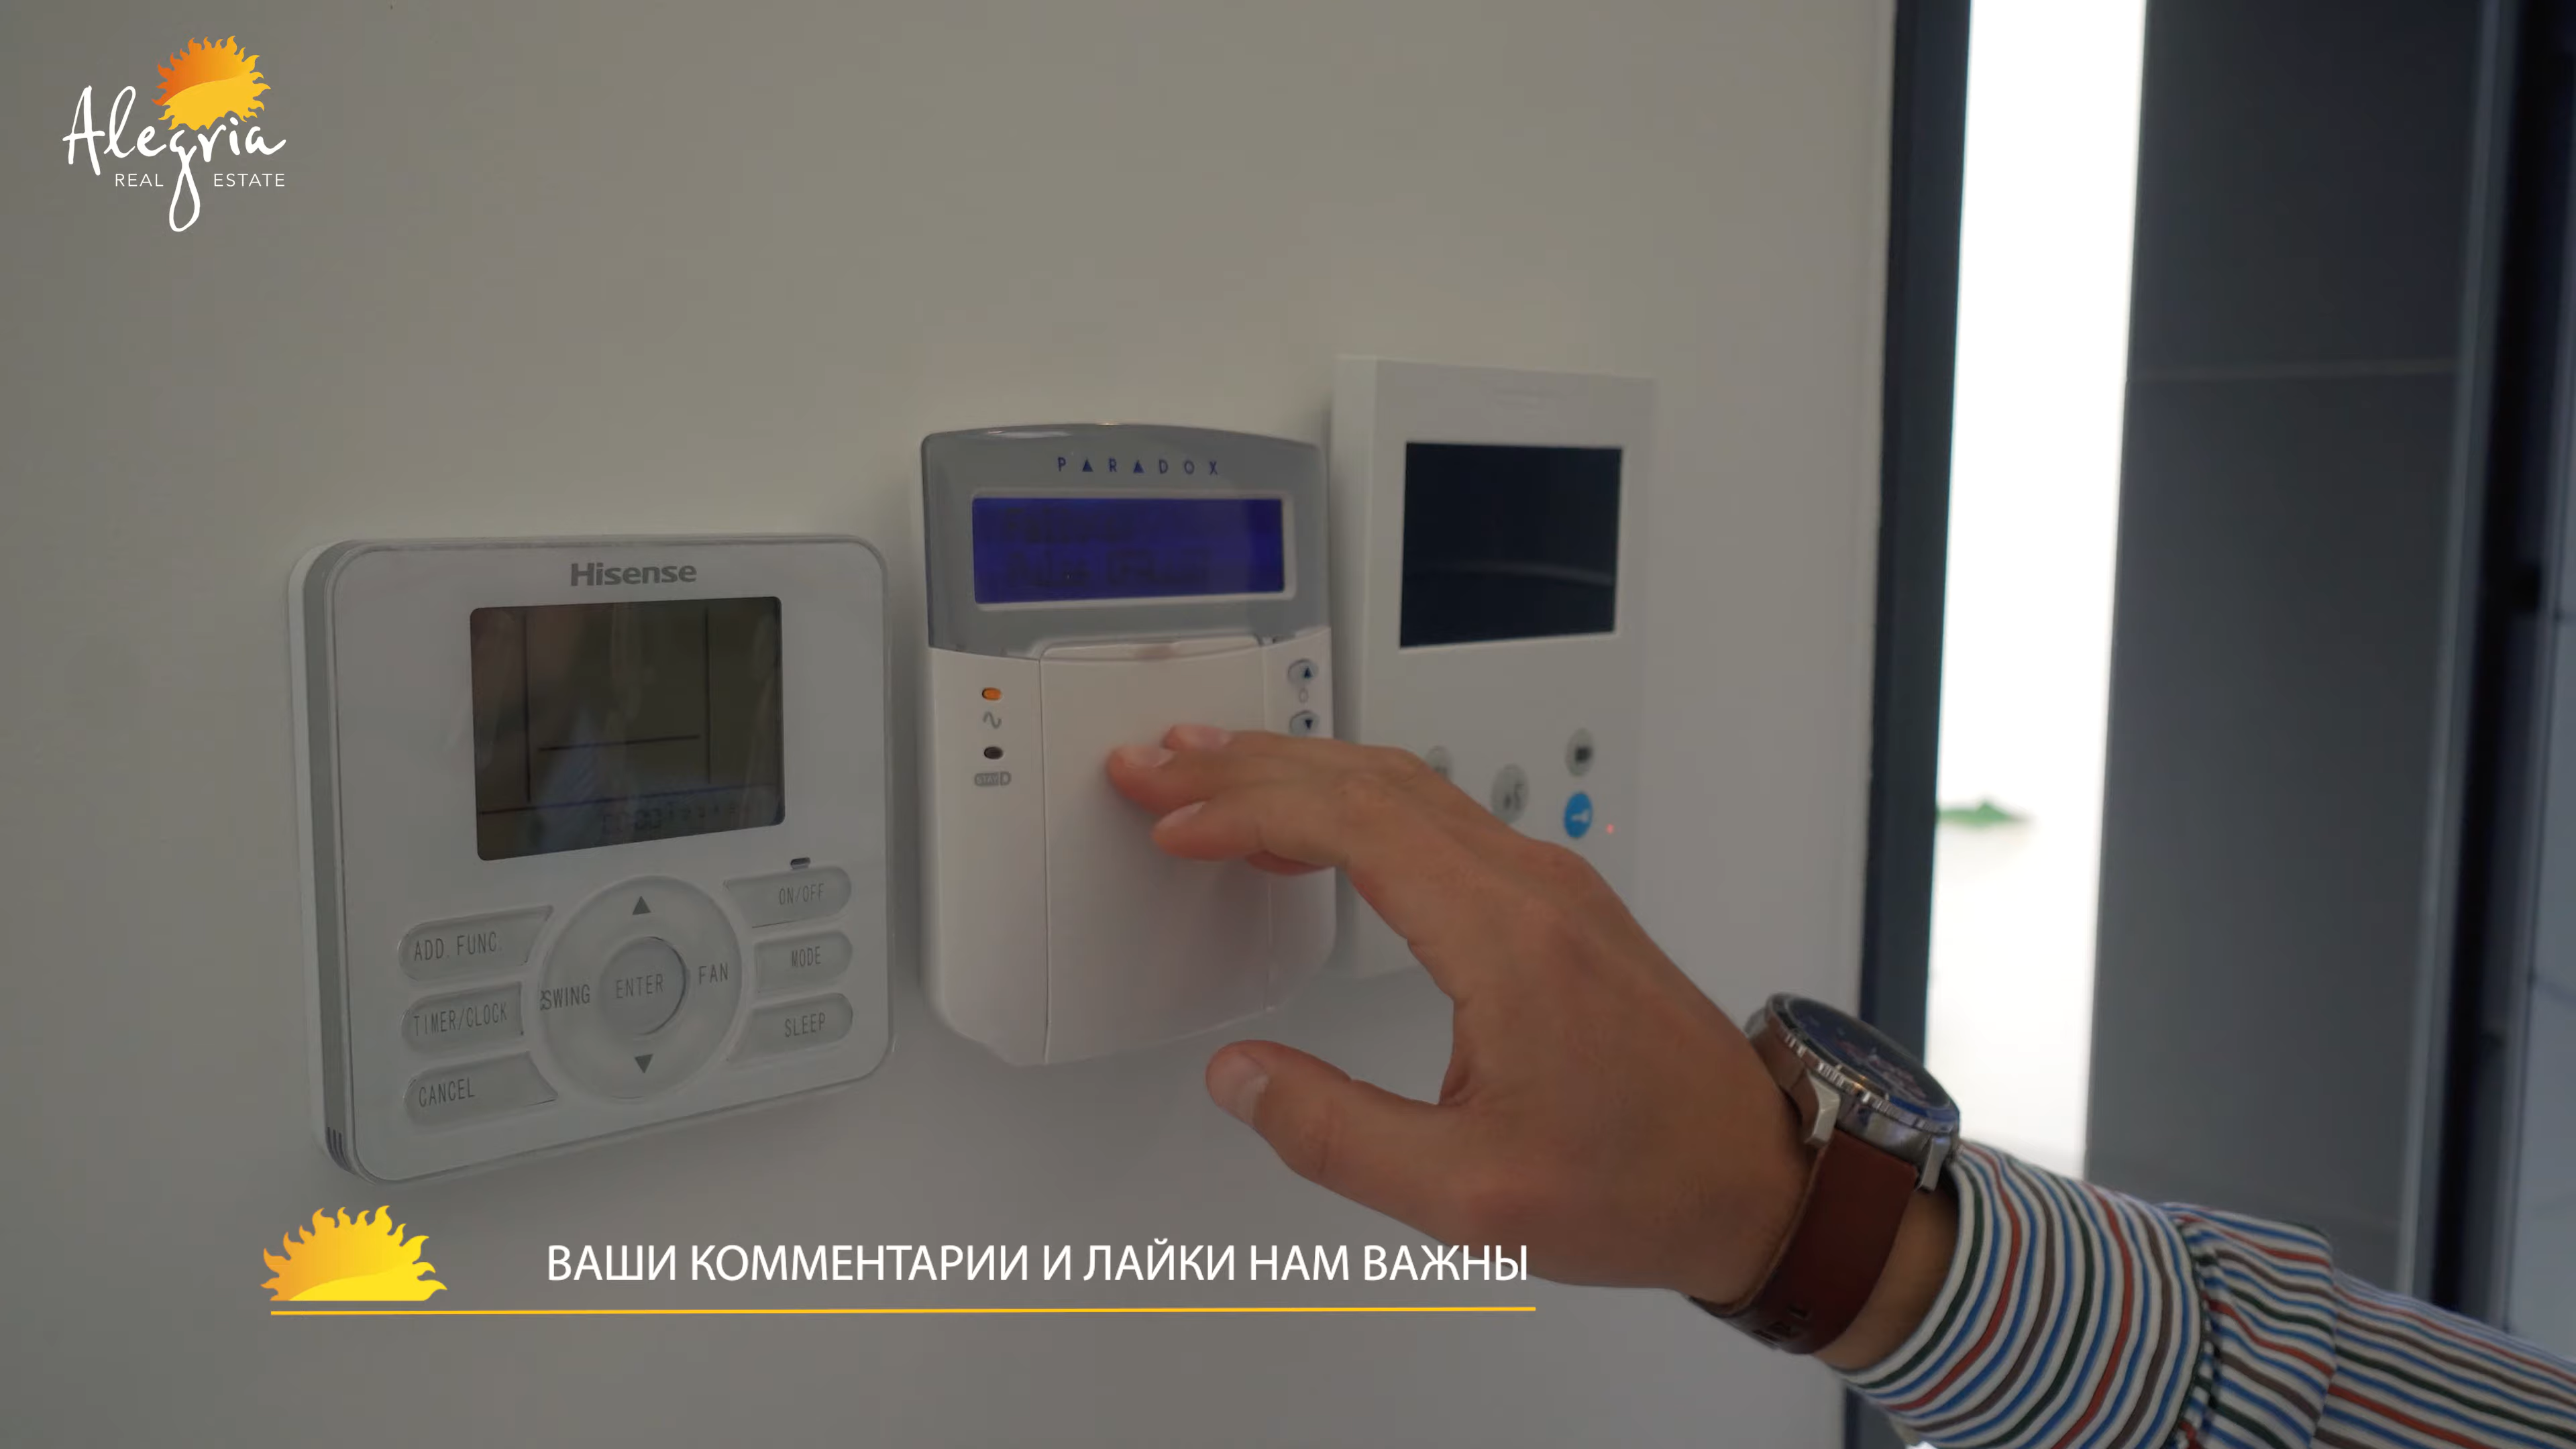 Alegria
REAL ESTATE
PARADOX
Hisense
ON/OFF
ADD. FUNC.
MODE
SWING
ENTER
FAN
TIMER/CLOCK
SLEEP
CANCEL
ВАШИ КОММЕНТАРИИ И ЛАЙКИ НАМ ВАЖНЫ